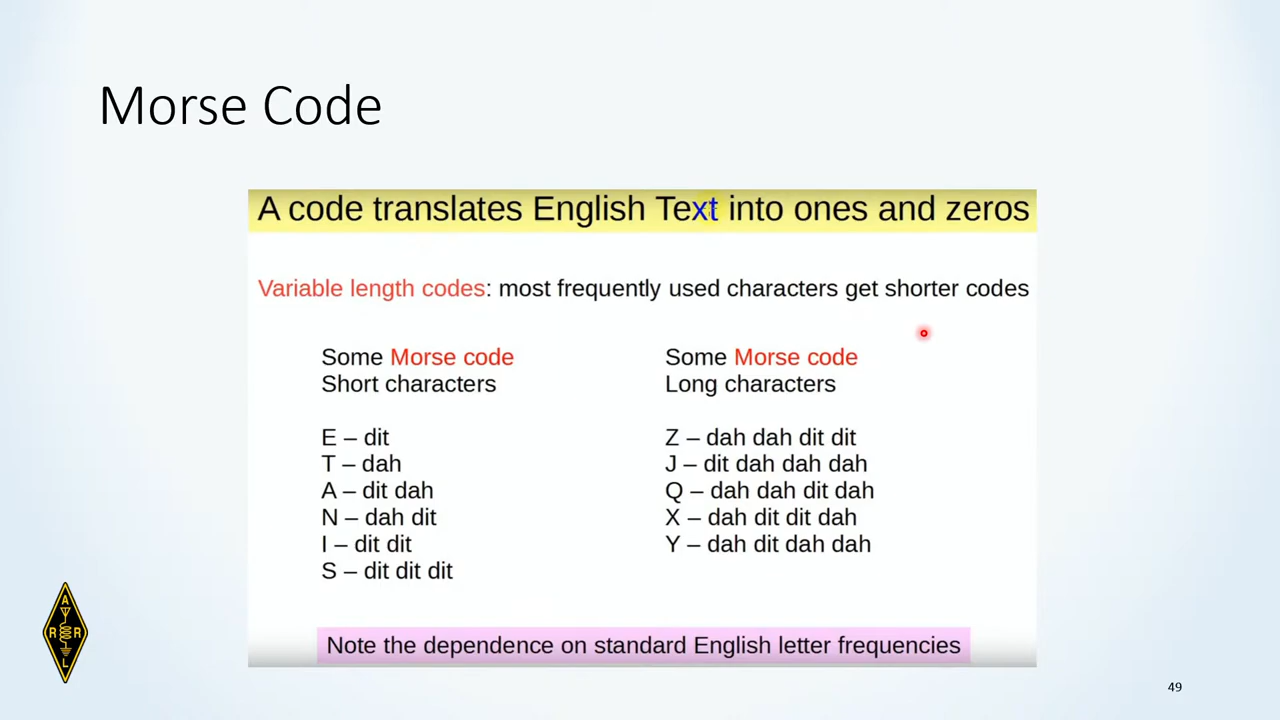 Morse Code
A code translates English Text into ones and zeros
Variable length codes: most frequently used characters get shorter codes
Some Morse code
Short characters
E – dit
T – dah
A – dit dah
N – dah dit
I – dit dit
S – dit dit dit
Some Morse code
Long characters
Z – dah dah dit dit
J – dit dah dah dah
Q – dah dah dit dah
X – dah dit dit dah
Y – dah dit dah dah
Note the dependence on standard English letter frequencies
A
R R
L
49